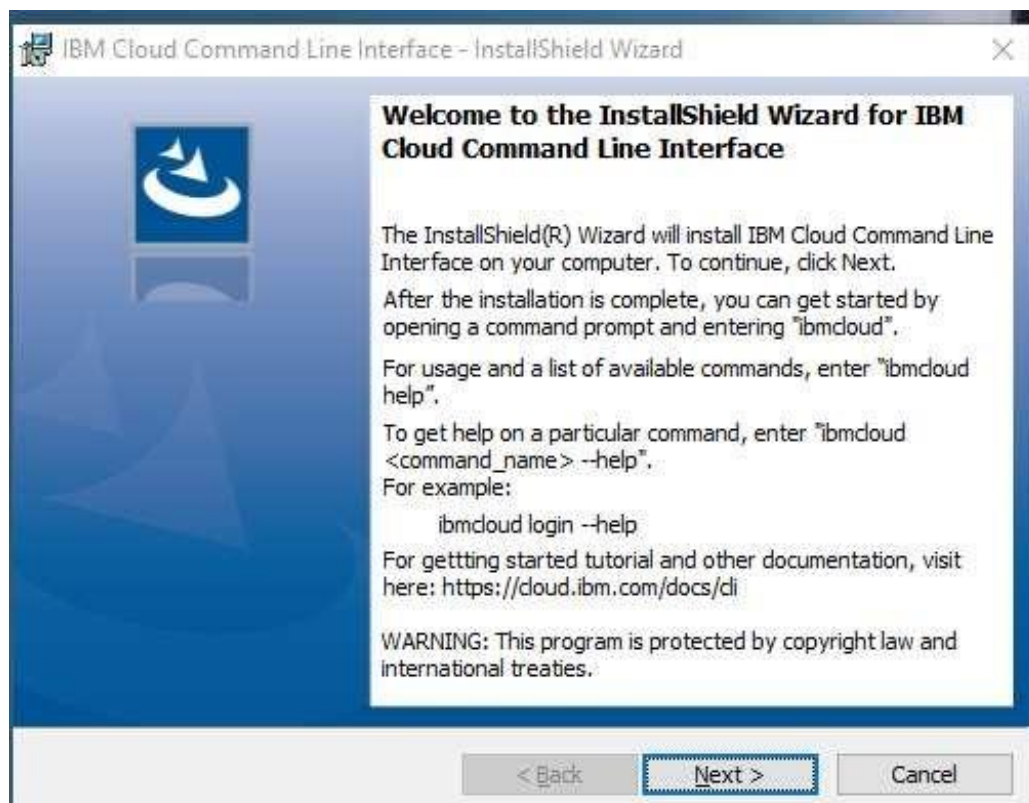 IBM Cloud Command Line Interface - InstallShield Wizard
Welcome to the InstallShield Wizard for IBM
Cloud Command Line Interface
The InstallShield(R) Wizard will install IBM Cloud Command Line
Interface on your computer. To continue, click Next.
After the installation is complete, you can get started by
opening a command prompt and entering "ibmcloud".
For usage and a list of available commands, enter "ibmcloud
help".
To get help on a particular command, enter "ibmcloud
<command_name> --help".
For example:
ibmcloud login --help
For gettting started tutorial and other documentation, visit
here: https://cloud.ibm.com/docs/cli
WARNING: This program is protected by copyright law and
international treaties.
< Back
Next >
Cancel